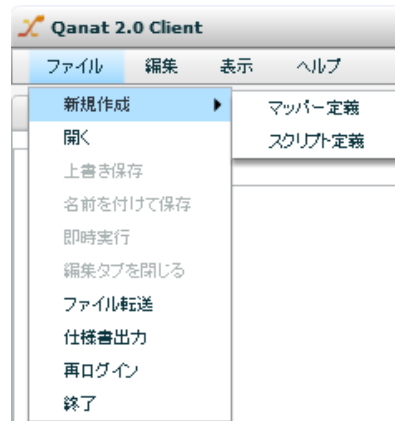 Qanat 2.0 Client
ファイル 編集 表示 ヘルプ
新規作成 マッパー定義
開く スクリプト定義
上書き保存
名前を付けて保存
即時実行
編集タブを閉じる
ファイル転送
仕様書出力
再ログイン
終了